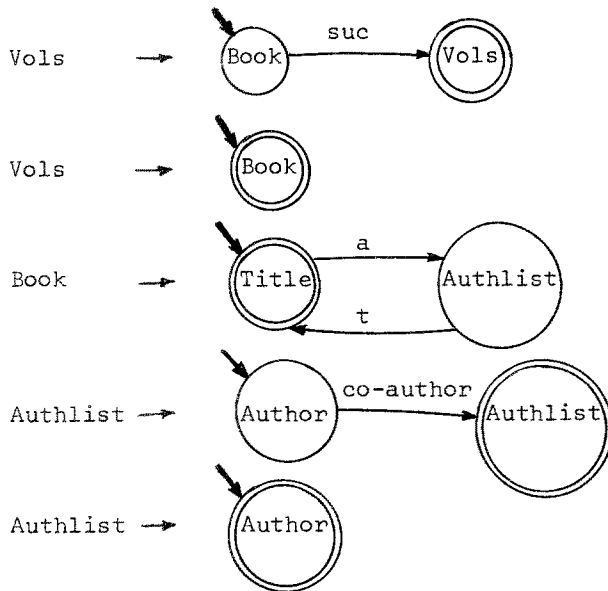 Vols → Book suc Vols
Vols → Book
Book → Title a Authlist
t
Authlist → Author co-author Authlist
Authlist → Author